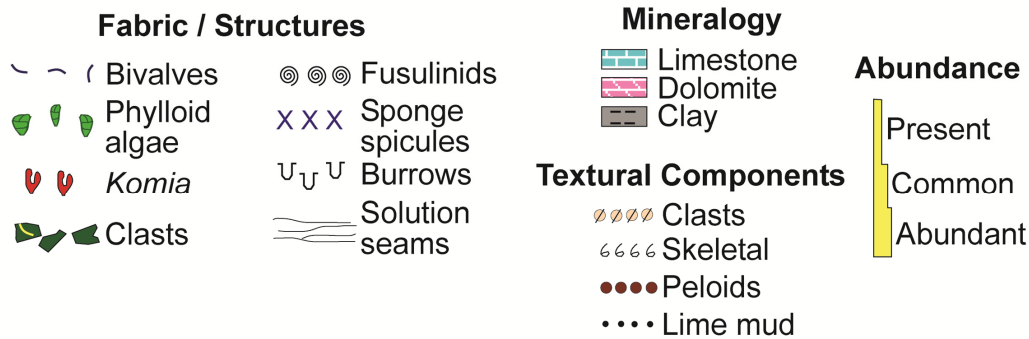 Fabric / Structures
Bivalves
Phylloid
algae
Komia
Clasts
Fusulinids
XXX Sponge
spicules
Burrows
Solution
seams
Mineralogy
Limestone
Dolomite
Clay
Textural Components
Clasts
Skeletal
Peloids
Lime mud
Abundance
Present
Common
Abundant